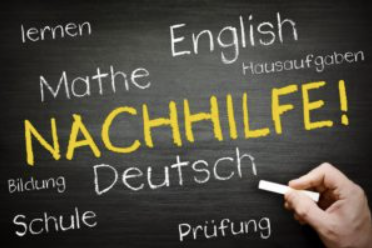 lernen
English
Hausaufgaben
Mathe
NACHHILFE!
Deutsch
Bildung
Schule
Prüfung